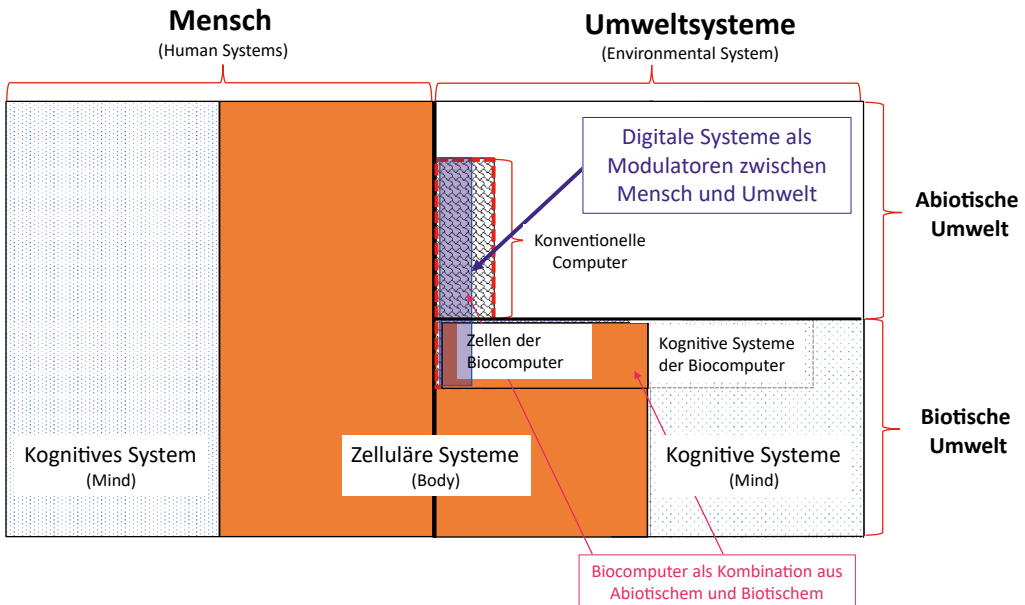 Mensch
(Human Systems)
Umweltsysteme
(Environmental System)
Digitale Systeme als
Modulatoren zwischen
Mensch und Umwelt
Abiotische
Umwelt
Konventionelle
Computer
Zellen der
Biocomputer
Kognitive Systeme
der Biocomputer
Biotische
Umwelt
Kognitives System
(Mind)
Zelluläre Systeme
(Body)
Kognitive Systeme
(Mind)
Biocomputer als Kombination aus
Abiotischem und Biotischem